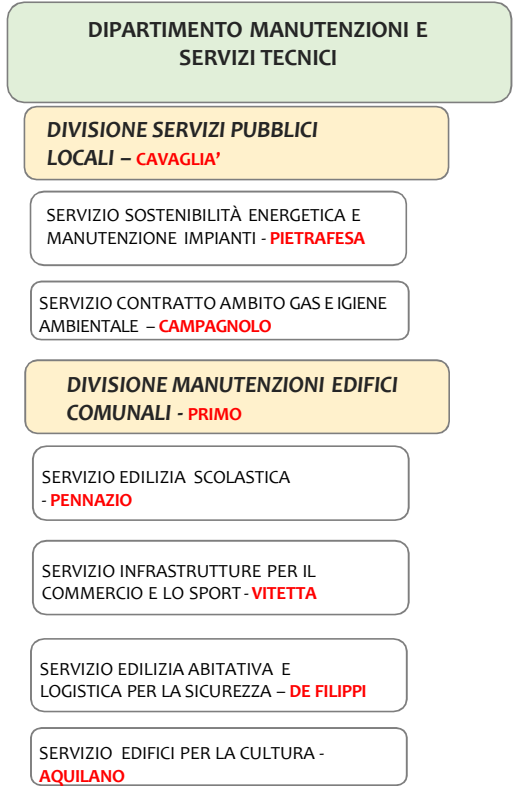 DIPARTIMENTO MANUTENZIONI E
SERVIZI TECNICI
DIVISIONE SERVIZI PUBBLICI
LOCALI – CAVAGLIA’
SERVIZIO SOSTENIBILITÀ ENERGETICA E
MANUTENZIONE IMPIANTI - PIETRAFESA
SERVIZIO CONTRATTO AMBITO GAS E IGIENE
AMBIENTALE – CAMPAGNOLO
DIVISIONE MANUTENZIONI EDIFICI
COMUNALI - PRIMO
SERVIZIO EDILIZIA SCOLASTICA
- PENNAZIO
SERVIZIO INFRASTRUTTURE PER IL
COMMERCIO E LO SPORT - VITETTA
SERVIZIO EDILIZIA ABITATIVA E
LOGISTICA PER LA SICUREZZA – DE FILIPPI
SERVIZIO EDIFICI PER LA CULTURA -
AQUILANO